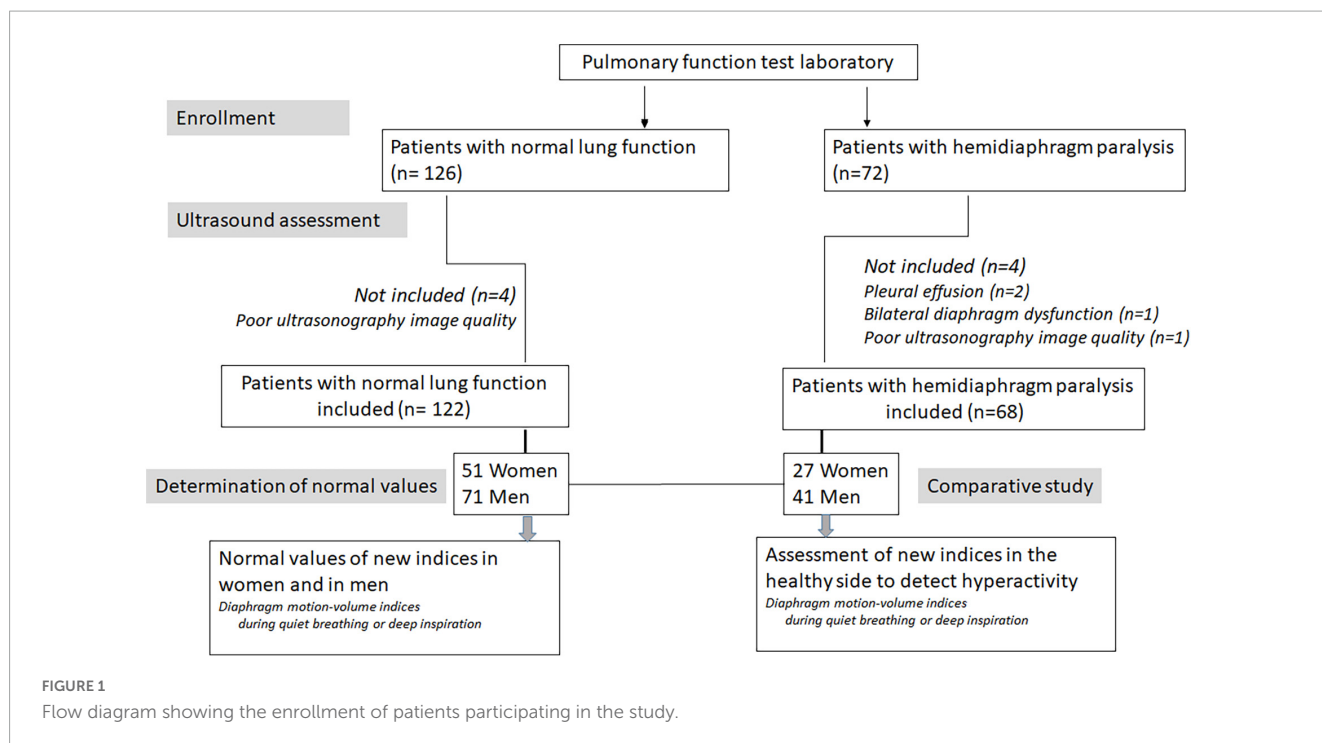 Pulmonary function test laboratory
Enrollment
Patients with normal lung function
(n= 126)
Patients with hemidiaphragm paralysis
(n=72)
Ultrasound assessment
Not included (n=4)
Poor ultrasonography image quality
Not included (n=4)
Pleural effusion (n=2)
Bilateral diaphragm dysfunction (n=1)
Poor ultrasonography image quality (n=1)
Patients with normal lung function
included (n= 122)
Patients with hemidiaphragm paralysis
included (n=68)
Determination of normal values
51 Women
71 Men
27 Women
41 Men
Comparative study
Normal values of new indices in
women and in men
Diaphragm motion-volume indices
during quiet breathing or deep inspiration
Assessment of new indices in the
healthy side to detect hyperactivity
Diaphragm motion-volume indices
during quiet breathing or deep inspiration
FIGURE 1
Flow diagram showing the enrollment of patients participating in the study.